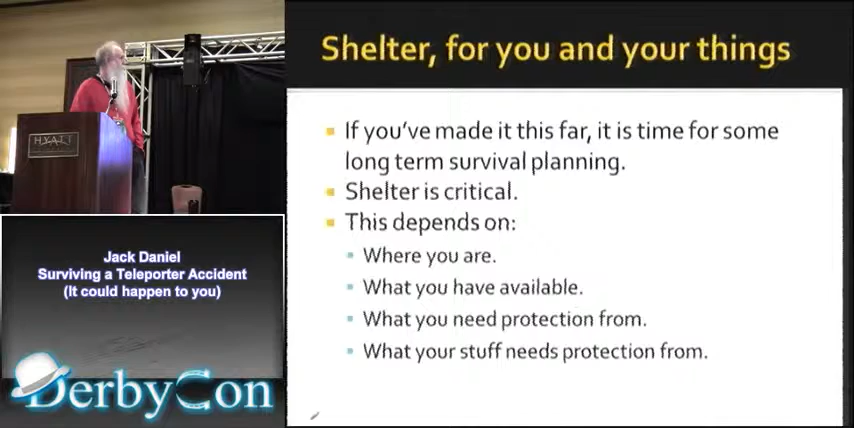 Shelter, for you and your things
If you've made it this far, it is time for some
long term survival planning.
Shelter is critical.
This depends on:
Where you are.
What you have available.
What you need protection from.
What your stuff needs protection from.
HYATT
Jack Daniel
Surviving a Teleporter Accident
(It could happen to you)
DerbyCon